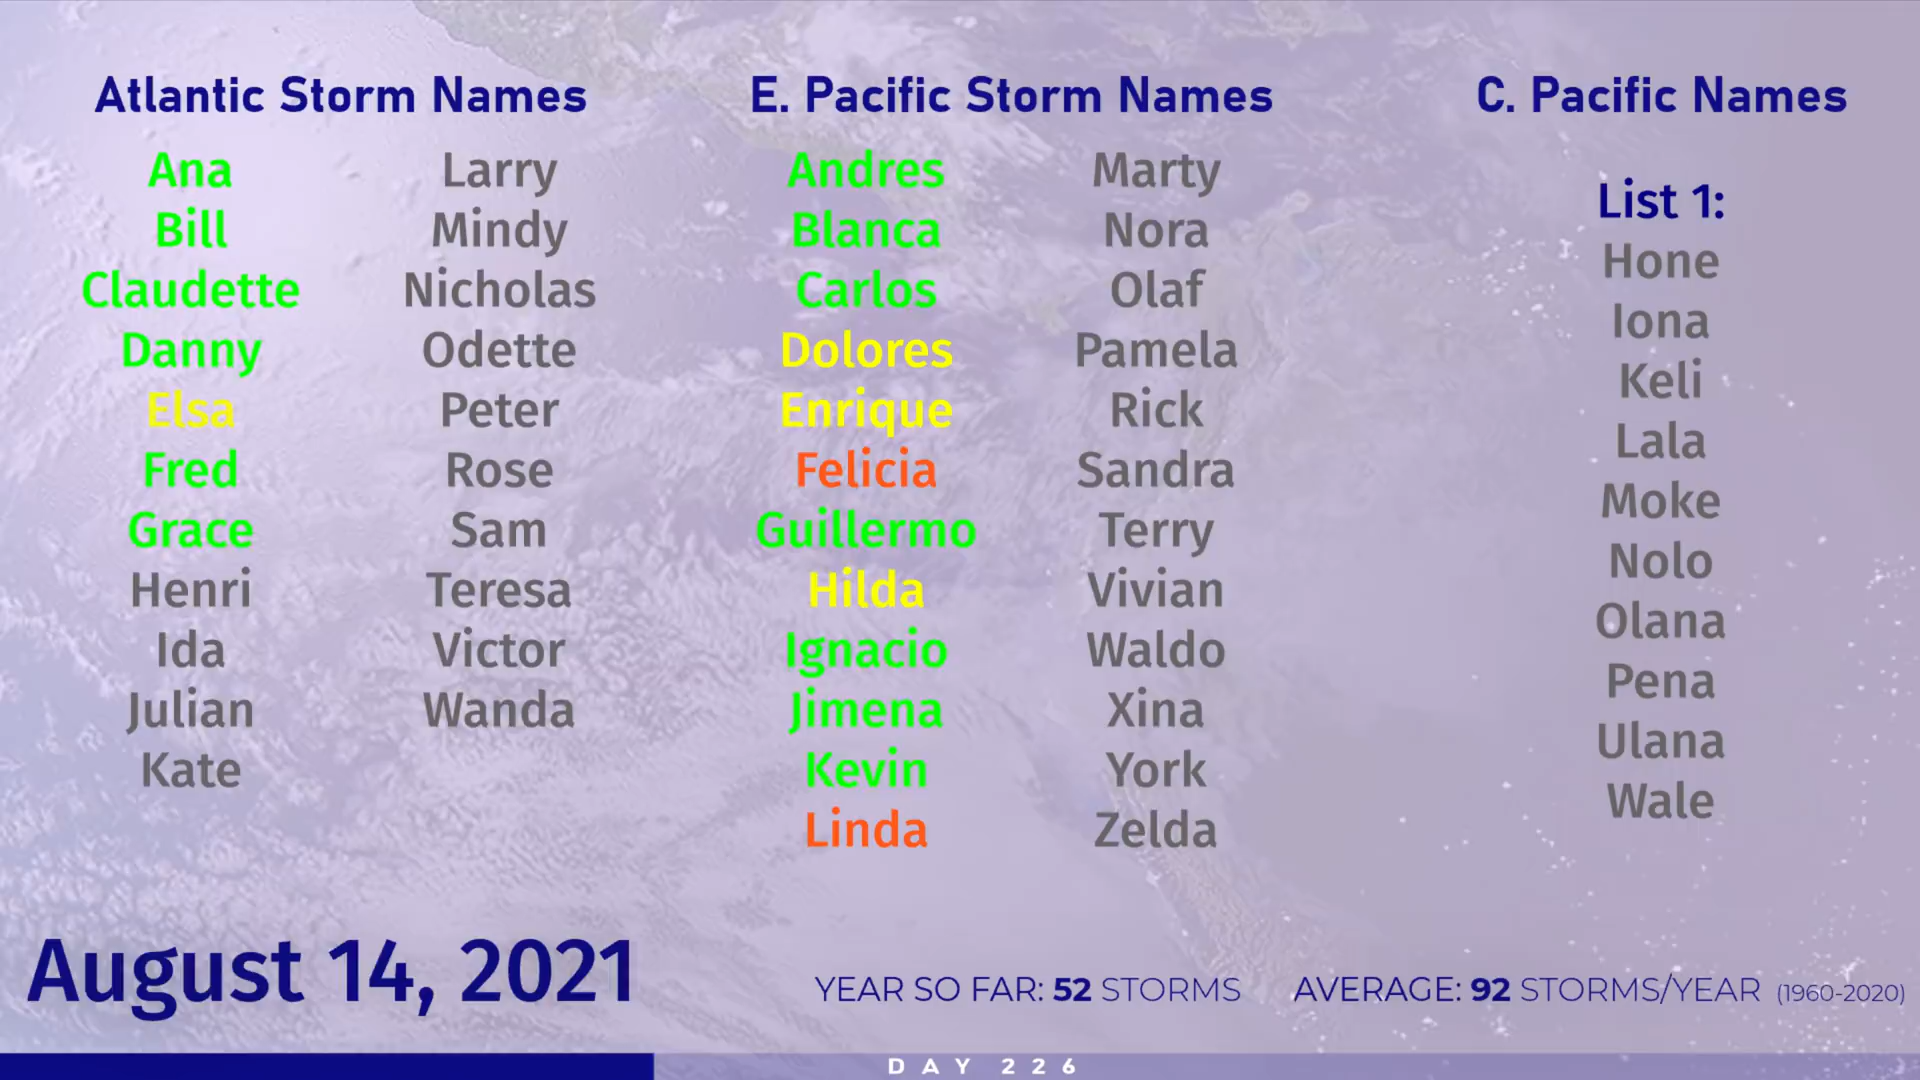 Atlantic Storm Names
Ana
Bill
Claudette
Danny
Elsa
Fred
Grace
Henri
Ida
Julian
Kate
Larry
Mindy
Nicholas
Odette
Peter
Rose
Sam
Teresa
Victor
Wanda
E. Pacific Storm Names
Andres
Blanca
Carlos
Dolores
Enrique
Felicia
Guillermo
Hilda
Ignacio
Jimena
Kevin
Linda
Marty
Nora
Olaf
Pamela
Rick
Sandra
Terry
Vivian
Waldo
Xina
York
Zelda
C. Pacific Names
List 1:
Hone
Iona
Keli
Lala
Moke
Nolo
Olana
Pena
Ulana
Wale
August 14, 2021
YEAR SO FAR: 52 STORMS
AVERAGE: 92 STORMS/YEAR (1960-2020)
DAY 226